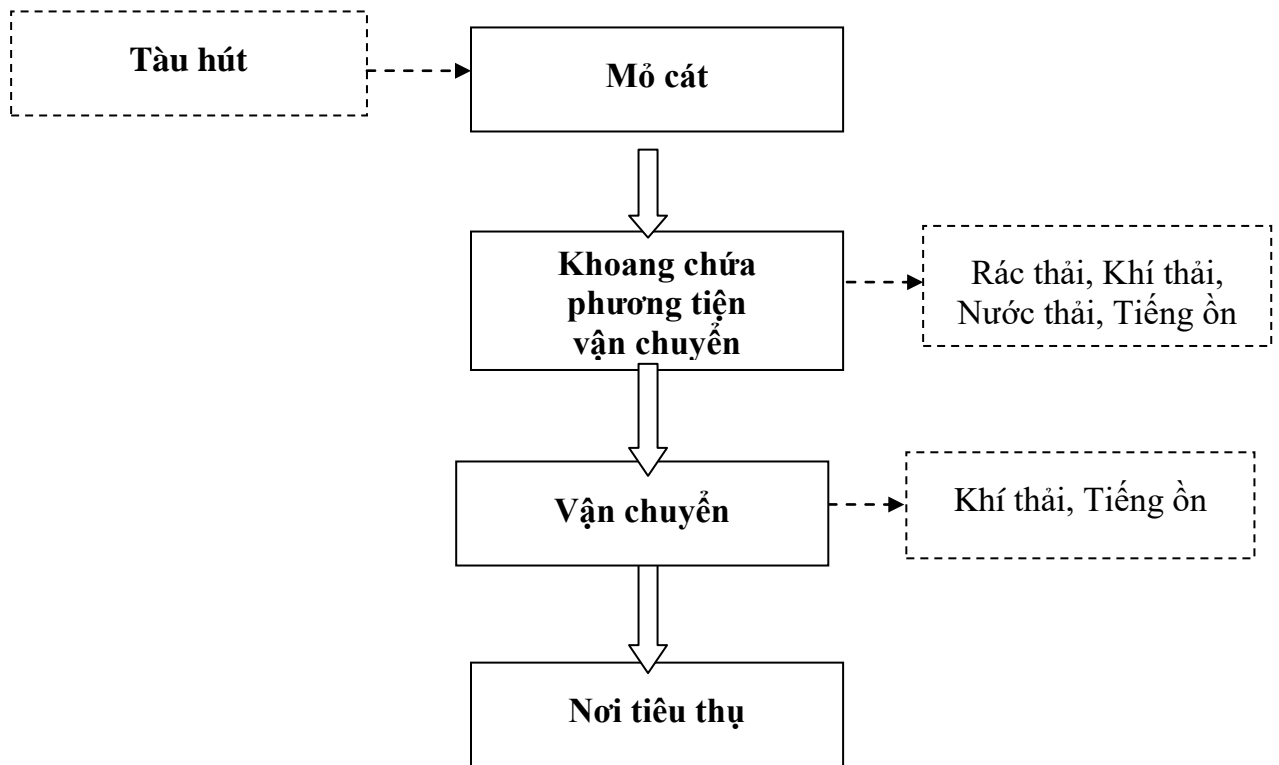 Tàu hút
Mỏ cát
Khoang chứa
phương tiện
vận chuyển
Rác thải, Khí thải,
Nước thải, Tiếng ồn
Vận chuyển
Khí thải, Tiếng ồn
Nơi tiêu thụ